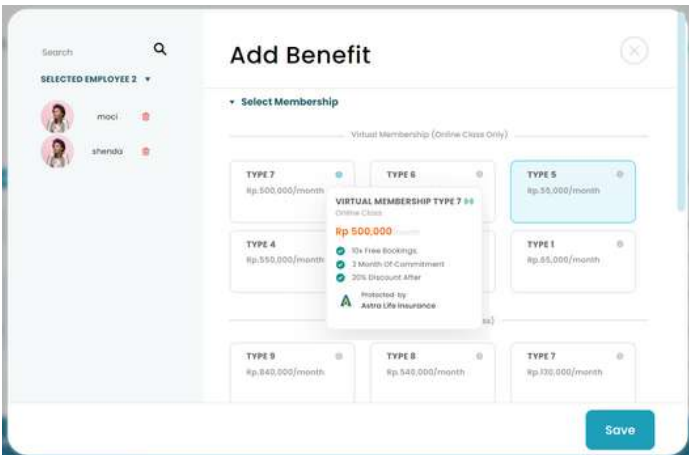 Search
SELECTED EMPLOYEE 2
moci
shenda
Add Benefit
Select Membership
Virtual Membership (Online Class Only)
TYPE 7
Rp.500,000/month
TYPE 6
TYPE 5
Rp.55,000/month
VIRTUAL MEMBERSHIP TYPE 7
Online Class
Rp 500,000
10x Free Bookings
3 Month Of Commitment
20% Discount After
Protected by
Astra Life Insurance
TYPE 4
Rp.550,000/month
TYPE 1
Rp.65,000/month
TYPE 9
Rp.840,000/month
TYPE 8
Rp.540,000/month
TYPE 7
Rp.130,000/month
Save